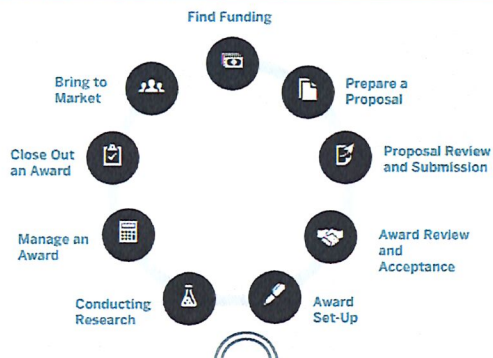 Find Funding
Prepare a
Proposal
Proposal Review
and Submission
Award Review
and
Acceptance
Award
Set-Up
Conducting
Research
Manage an
Award
Close Out
an Award
Bring to
Market